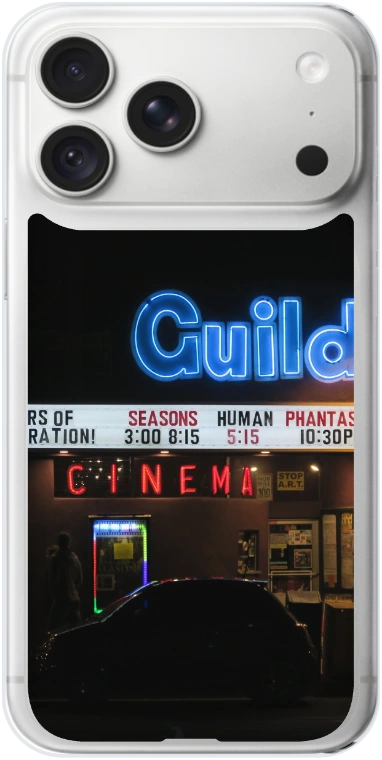 Guild
RS OF
RATION!
SEASONS
3:00 8:15
HUMAN
5:15
PHANTAS
10:30P
CINEMA
STOP
A.R.T.